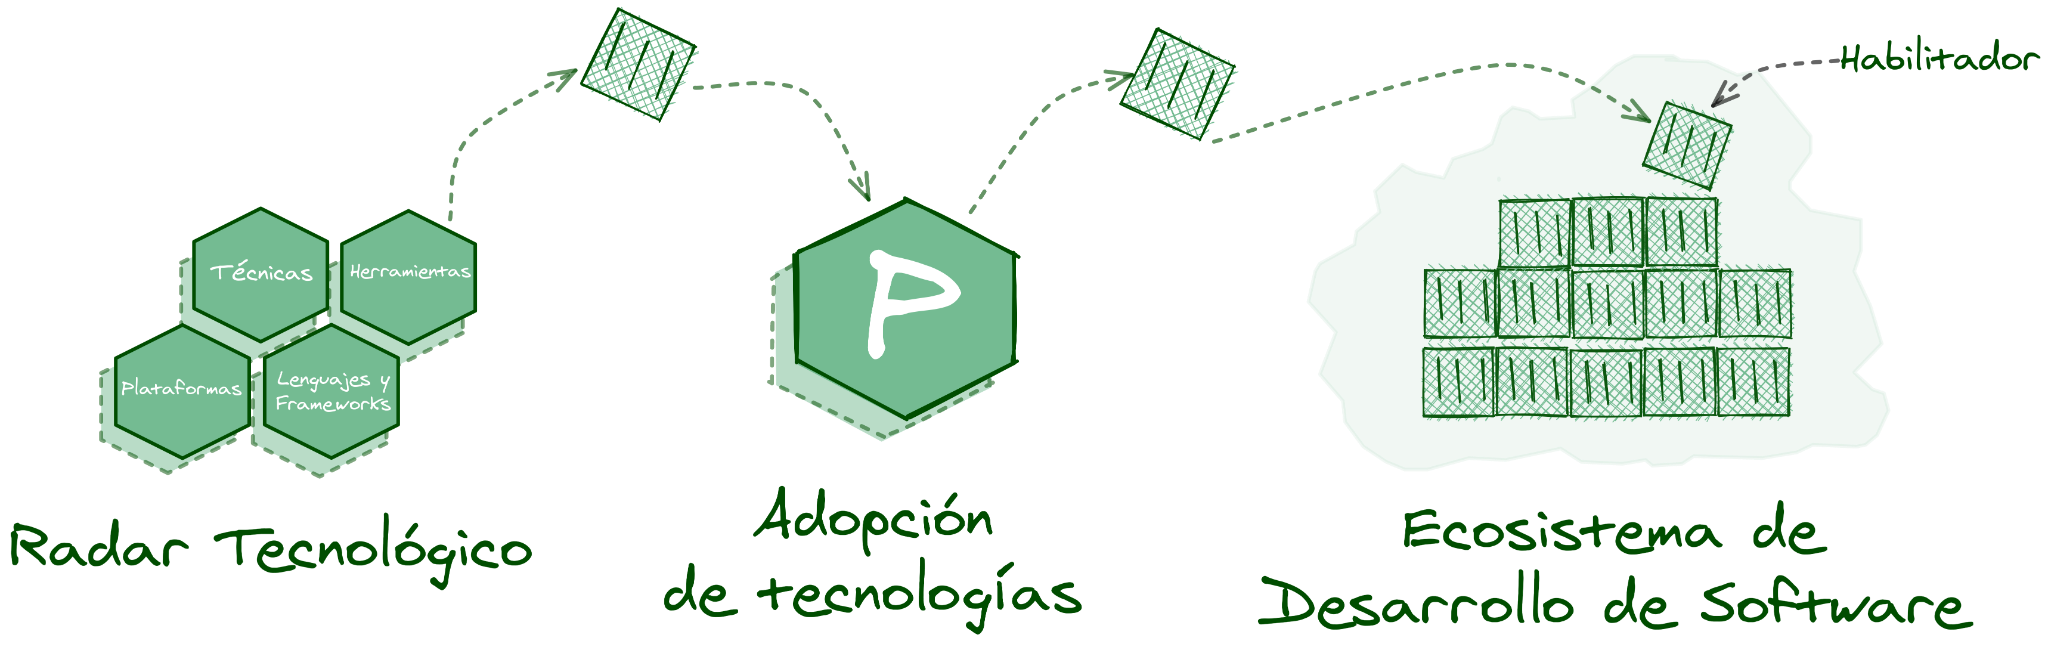 Habilitador
Técnicas
Herramientas
Plataformas
Lenguajes y
Frameworks
P
Radar Tecnológico
Adopción
de tecnologías
Ecosistema de
Desarrollo de Software